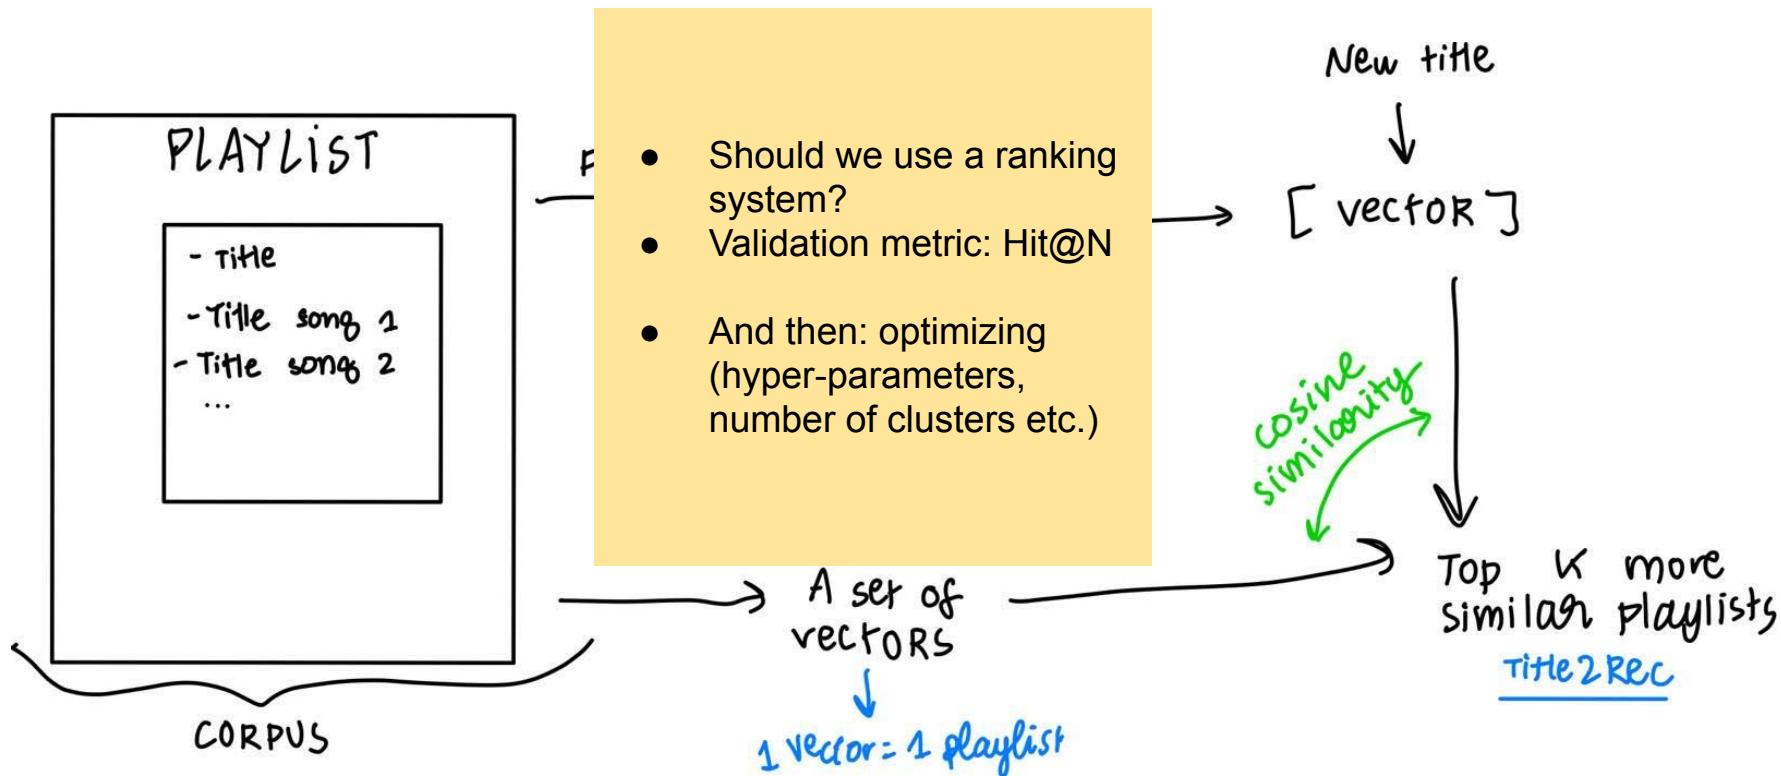 PLAYLIST
- Title
- Title song 1
- Title song 2
...
CORPUS
● Should we use a ranking
system?
● Validation metric: Hit@N
● And then: optimizing
(hyper-parameters,
number of clusters etc.)
A set of
vectors
1 vector = 1 playlist
New title
[ vector ]
cosine
similarity
Top K more
similar playlists
Title2Rec